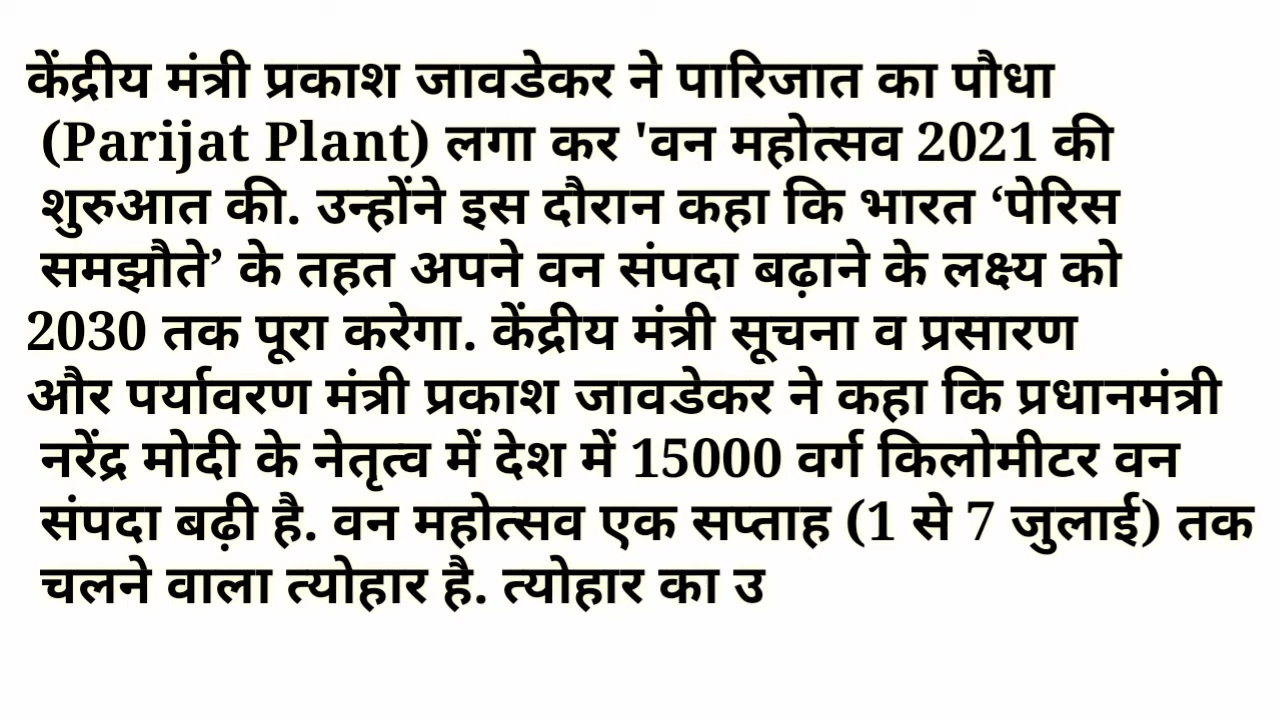 केंद्रीय मंत्री प्रकाश जावडेकर ने पारिजात का पौधा
(Parijat Plant) लगा कर 'वन महोत्सव 2021 की
शुरुआत की. उन्होंने इस दौरान कहा कि भारत ‘पेरिस
समझौते’ के तहत अपने वन संपदा बढ़ाने के लक्ष्य को
2030 तक पूरा करेगा. केंद्रीय मंत्री सूचना व प्रसारण
और पर्यावरण मंत्री प्रकाश जावडेकर ने कहा कि प्रधानमंत्री
नरेंद्र मोदी के नेतृत्व में देश में 15000 वर्ग किलोमीटर वन
संपदा बढ़ी है. वन महोत्सव एक सप्ताह (1 से 7 जुलाई) तक
चलने वाला त्योहार है. त्योहार का उ